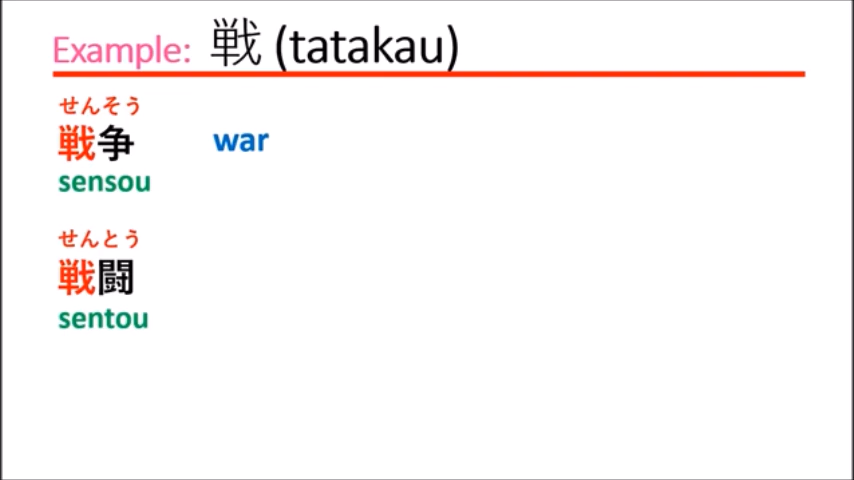 Example: 戦 (tatakau)
せんそう
戦争 war
sensou
せんとう
戦闘
sentou